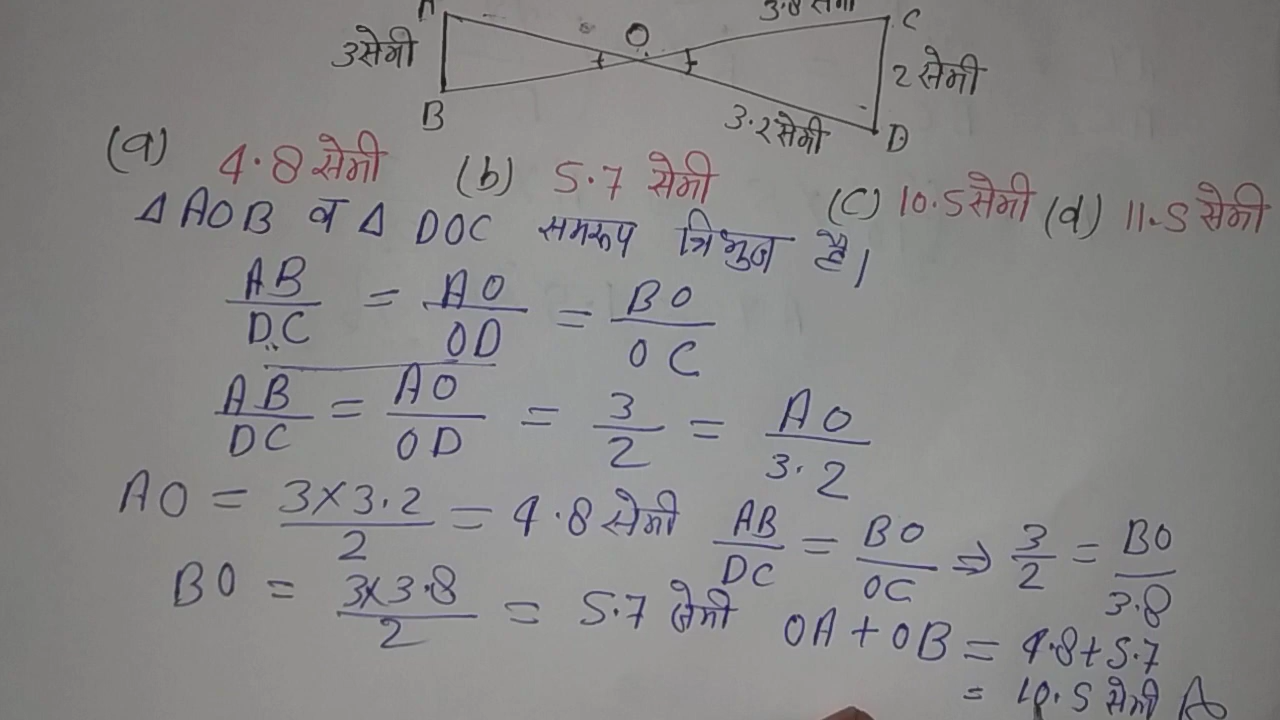 A 3.8 सेमी C
3सेमी O 2 सेमी
B 3.2सेमी D
(a) 4.8 सेमी (b) 5.7 सेमी (c) 10.5सेमी (d) 11.5 सेमी
Δ AOB व Δ DOC समरूप त्रिभुज है।
AB/DC = AO/OD = BO/OC
AB/DC = AO/OD = 3/2 = AO/3.2
AO = 3×3.2/2 = 4.8 सेमी AB/DC = BO/OC ⇒ 3/2 = BO/3.8
BO = 3×3.8/2 = 5.7 सेमी OA + OB = 4.8+5.7
= 10.5 सेमी